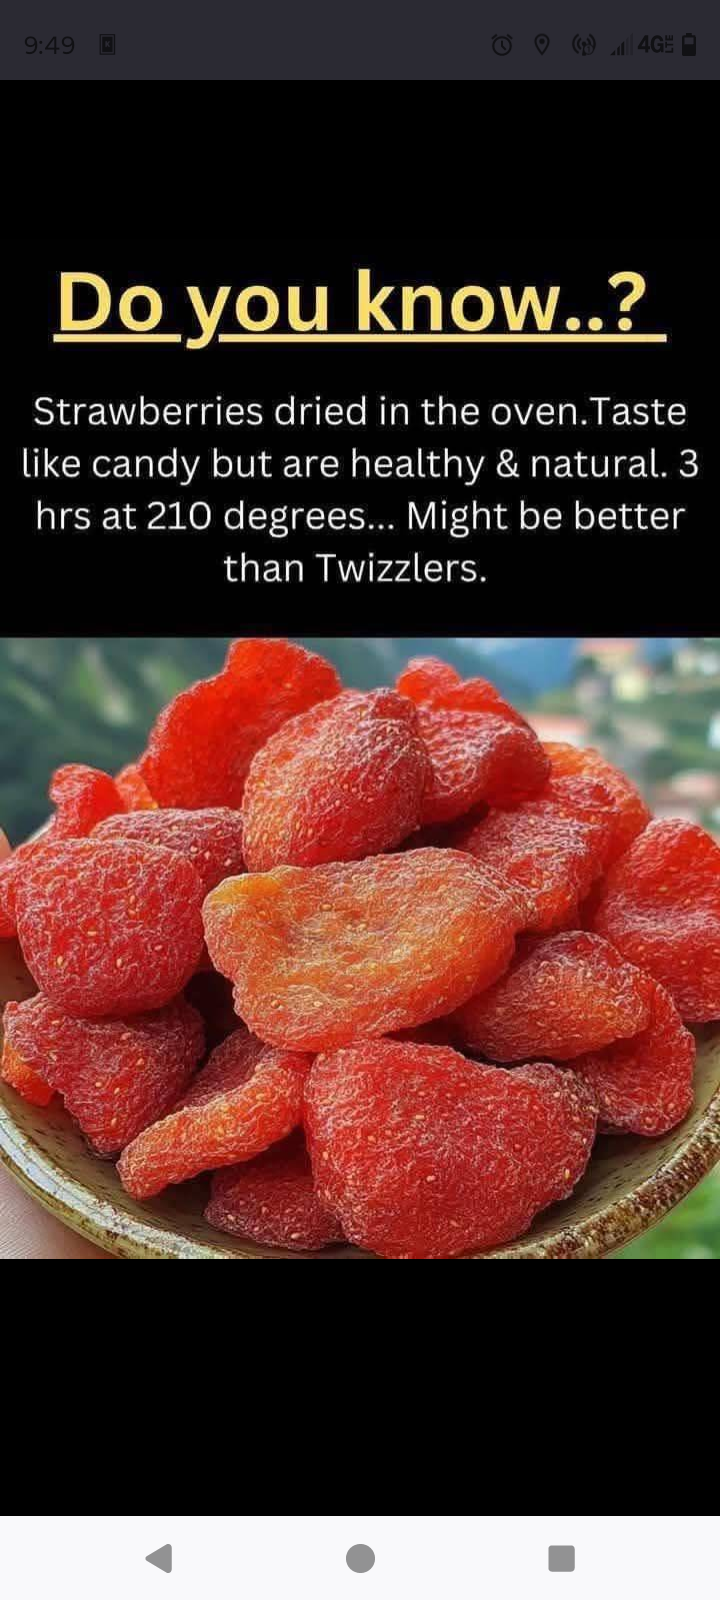 9:49
4G LTE
Do you know..?
Strawberries dried in the oven.Taste
like candy but are healthy & natural. 3
hrs at 210 degrees... Might be better
than Twizzlers.